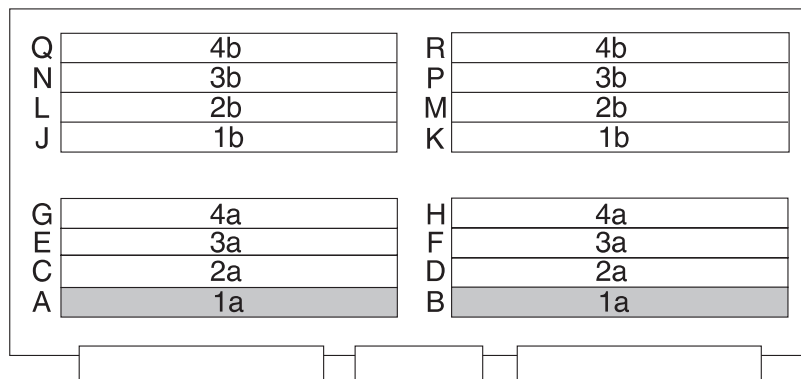 Q 4b R 4b
N 3b P 3b
L 2b M 2b
J 1b K 1b
G 4a H 4a
E 3a F 3a
C 2a D 2a
A 1a B 1a